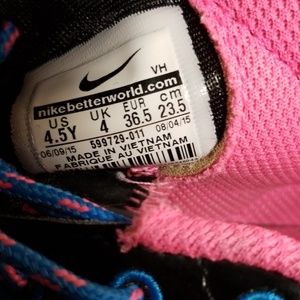 VH
nikebetterworld.com
US UK EUR cm
4.5Y 4 36.5 23.5
06/09/15 599729-011 08/04/15
MADE IN VIETNAM
FABRIQUE AU VIETNAM